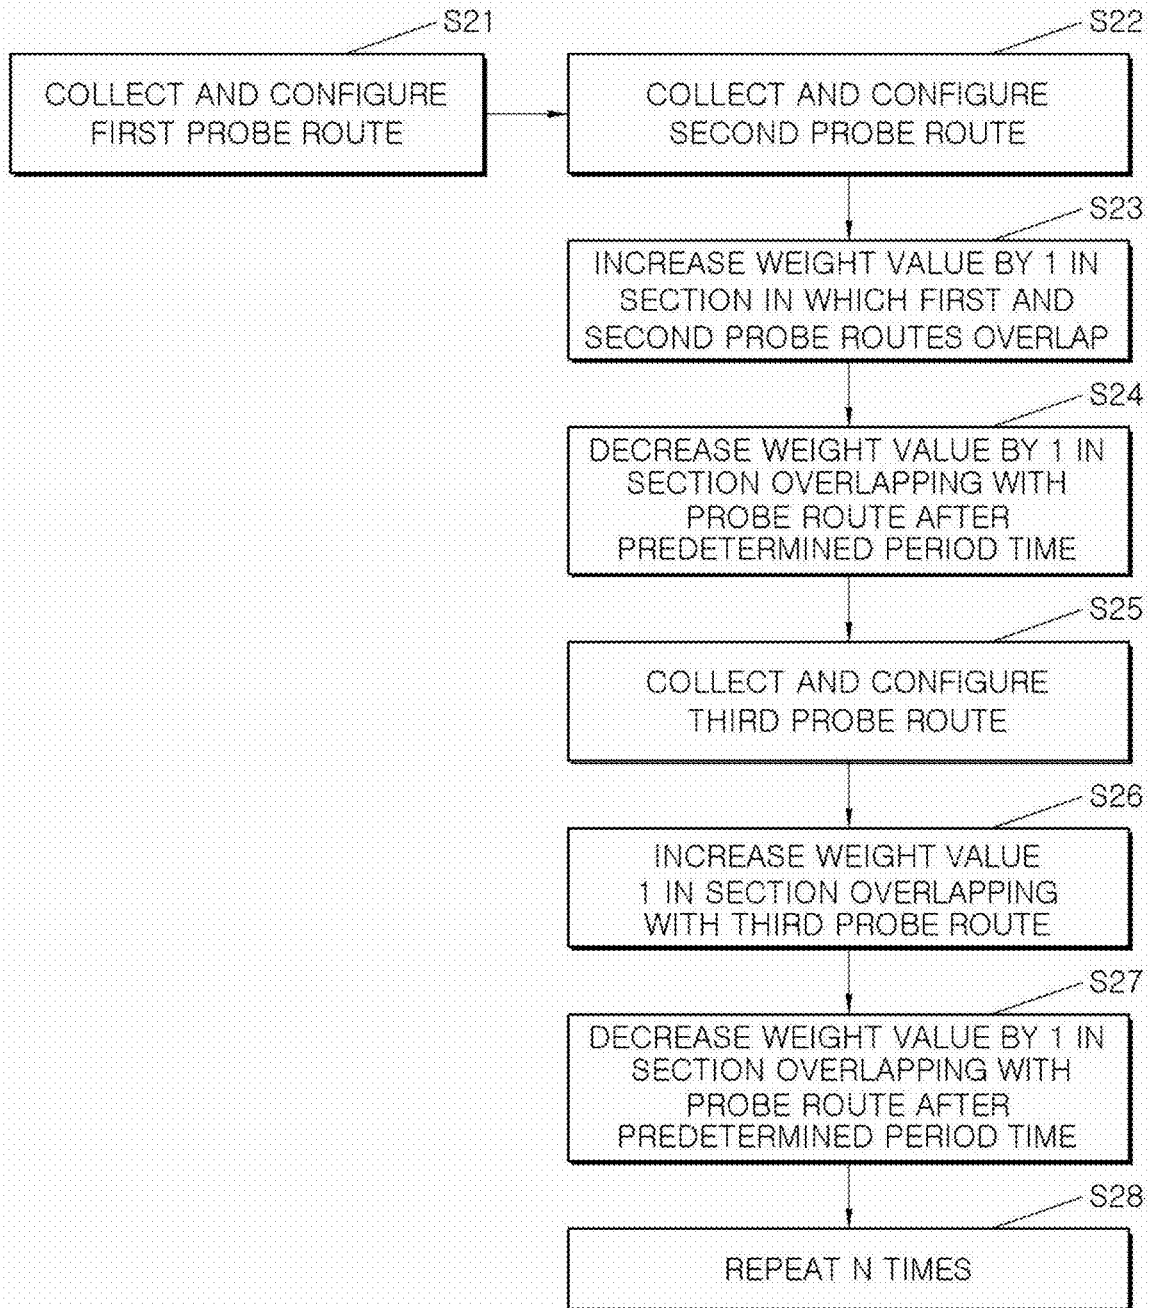 S21
COLLECT AND CONFIGURE
FIRST PROBE ROUTE
S22
COLLECT AND CONFIGURE
SECOND PROBE ROUTE
S23
INCREASE WEIGHT VALUE BY 1 IN
SECTION IN WHICH FIRST AND
SECOND PROBE ROUTES OVERLAP
S24
DECREASE WEIGHT VALUE BY 1 IN
SECTION OVERLAPPING WITH
PROBE ROUTE AFTER
PREDETERMINED PERIOD TIME
S25
COLLECT AND CONFIGURE
THIRD PROBE ROUTE
S26
INCREASE WEIGHT VALUE
1 IN SECTION OVERLAPPING
WITH THIRD PROBE ROUTE
S27
DECREASE WEIGHT VALUE BY 1 IN
SECTION OVERLAPPING WITH
PROBE ROUTE AFTER
PREDETERMINED PERIOD TIME
S28
REPEAT N TIMES